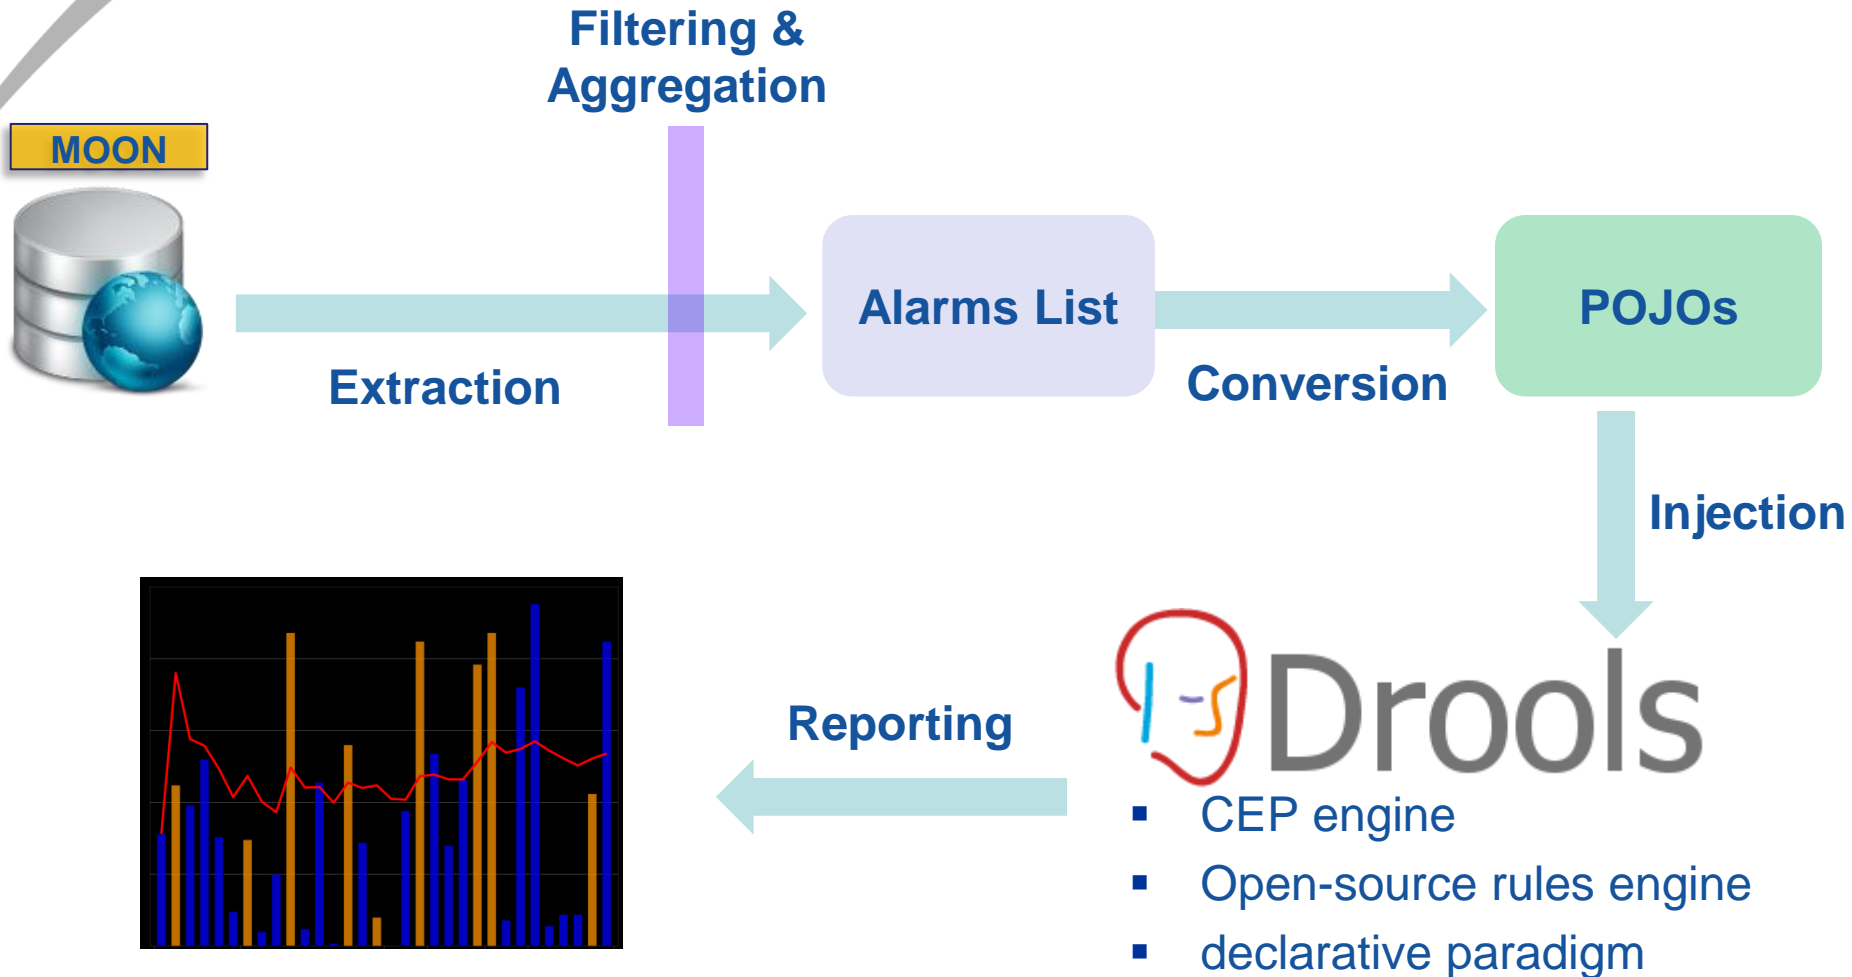 Filtering &
Aggregation
MOON
Alarms List
POJOs
Extraction
Conversion
Injection
Reporting
Drools
▪ CEP engine
▪ Open-source rules engine
▪ declarative paradigm